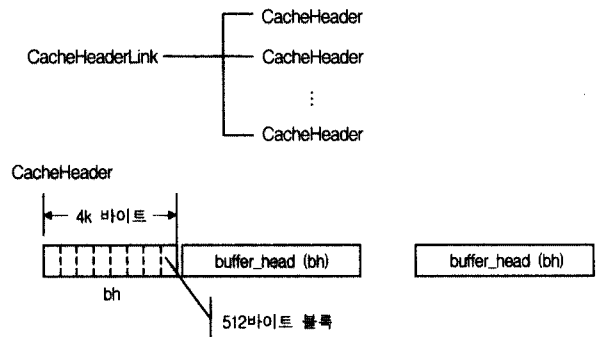 CacheHeader
CacheHeaderLink CacheHeader
⋮
CacheHeader
CacheHeader
4k 바이트
buffer_head (bh) buffer_head (bh)
bh
512바이트 블록